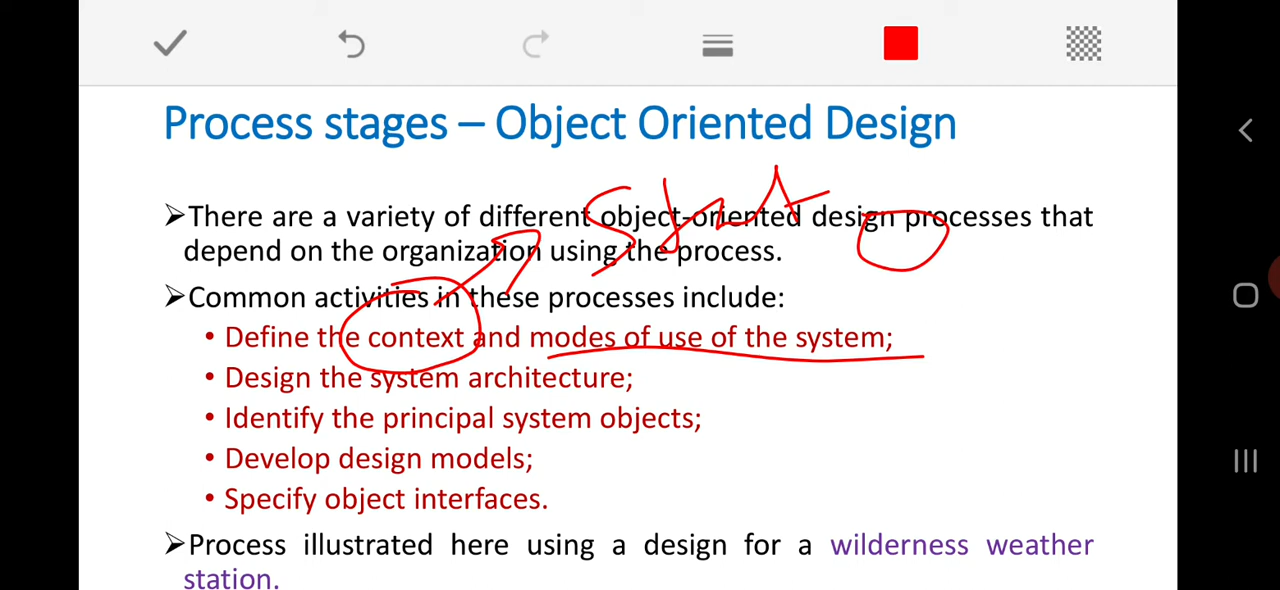 Process stages – Object Oriented Design
➢There are a variety of different object-oriented design processes that
depend on the organization using the process.
➢Common activities in these processes include:
• Define the context and modes of use of the system;
• Design the system architecture;
• Identify the principal system objects;
• Develop design models;
• Specify object interfaces.
➢Process illustrated here using a design for a wilderness weather
station.